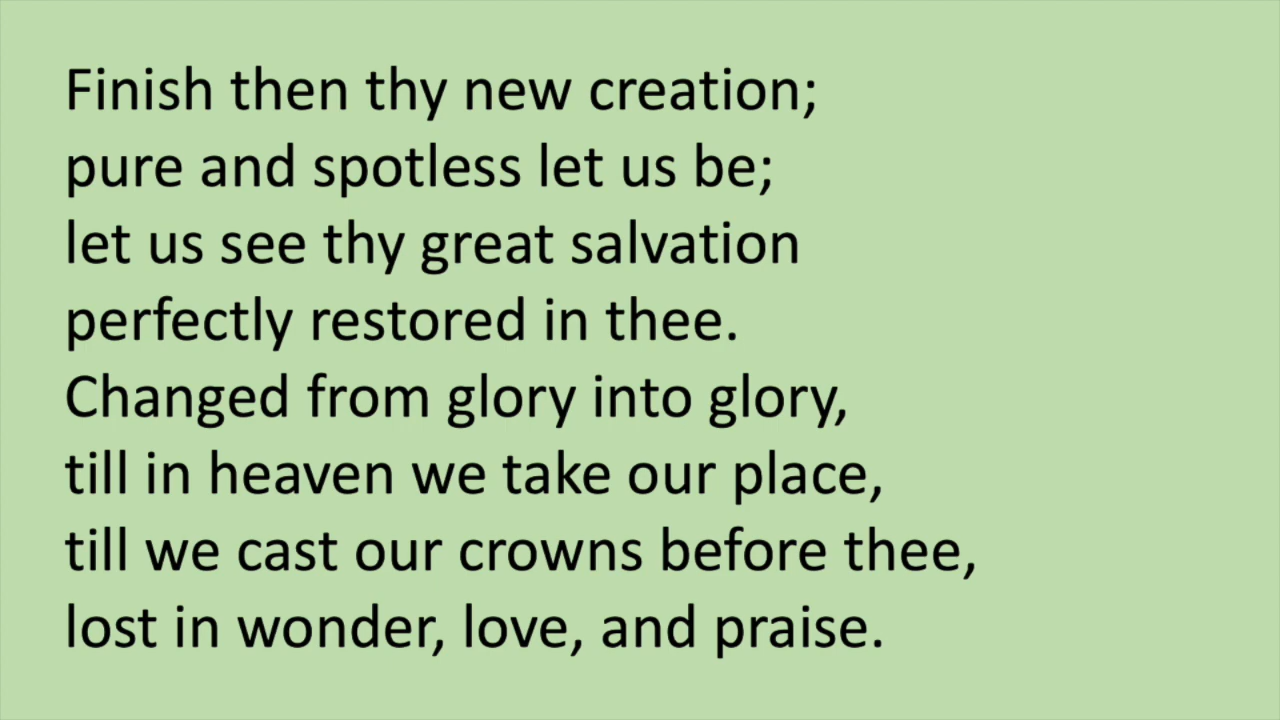 Finish then thy new creation;
pure and spotless let us be;
let us see thy great salvation
perfectly restored in thee.
Changed from glory into glory,
till in heaven we take our place,
till we cast our crowns before thee,
lost in wonder, love, and praise.